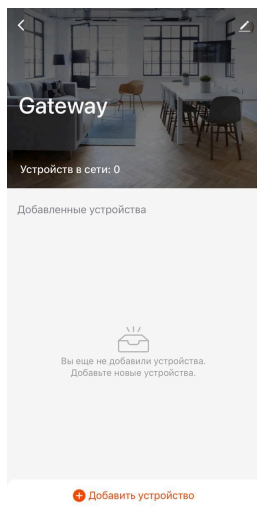 Gateway
Устройств в сети: 0
Добавленные устройства
Вы еще не добавили устройства.
Добавьте новые устройства.
Добавить устройство